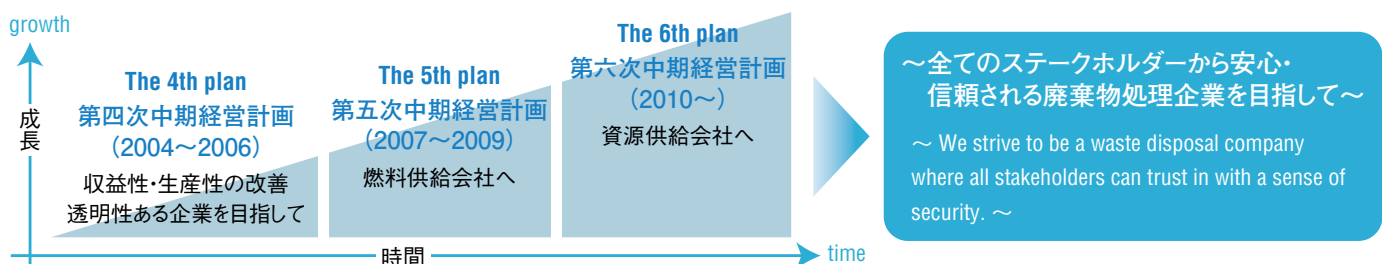 growth
成長
The 4th plan
第四次中期経営計画
（2004～2006）
収益性・生産性の改善
透明性ある企業を目指して
The 5th plan
第五次中期経営計画
（2007～2009）
燃料供給会社へ
The 6th plan
第六次中期経営計画
（2010～）
資源供給会社へ
時間
time
～全てのステークホルダーから安心・
信頼される廃棄物処理企業を目指して～
～ We strive to be a waste disposal company
where all stakeholders can trust in with a sense of
security. ～